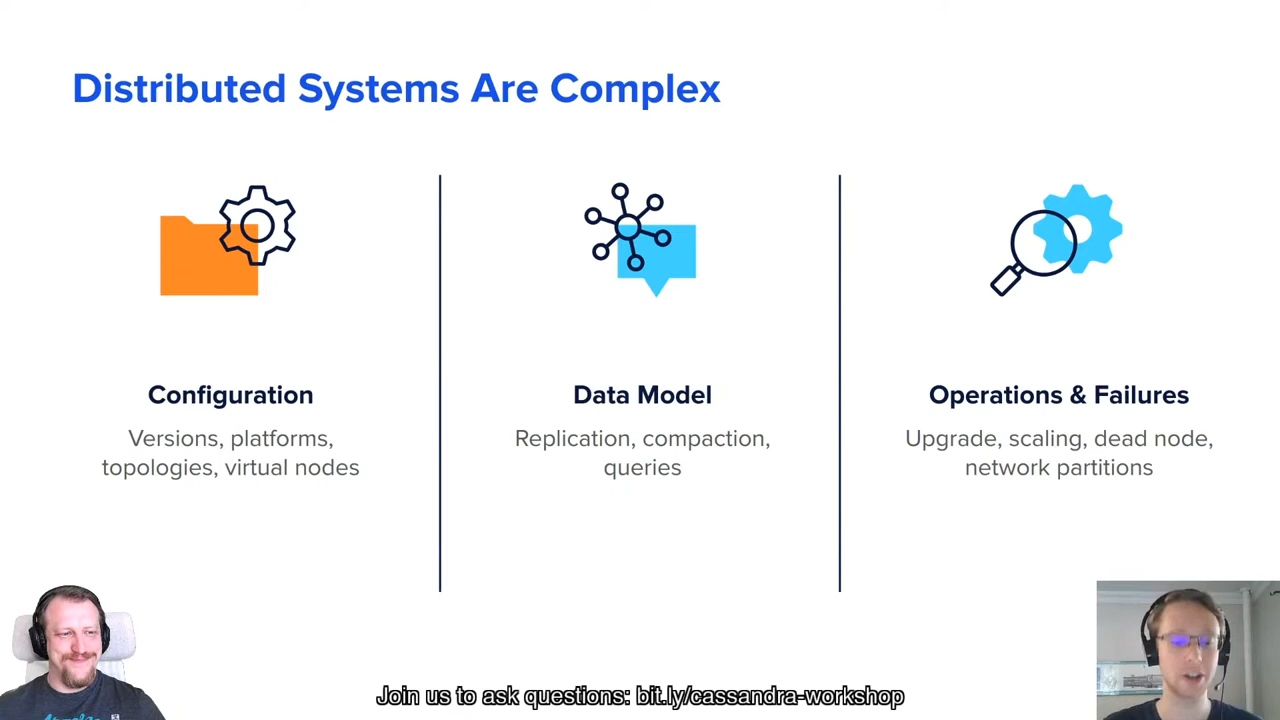 Distributed Systems Are Complex
Configuration
Versions, platforms,
topologies, virtual nodes
Data Model
Replication, compaction,
queries
Operations & Failures
Upgrade, scaling, dead node,
network partitions
Join us to ask questions: bit.ly/cassandra-workshop